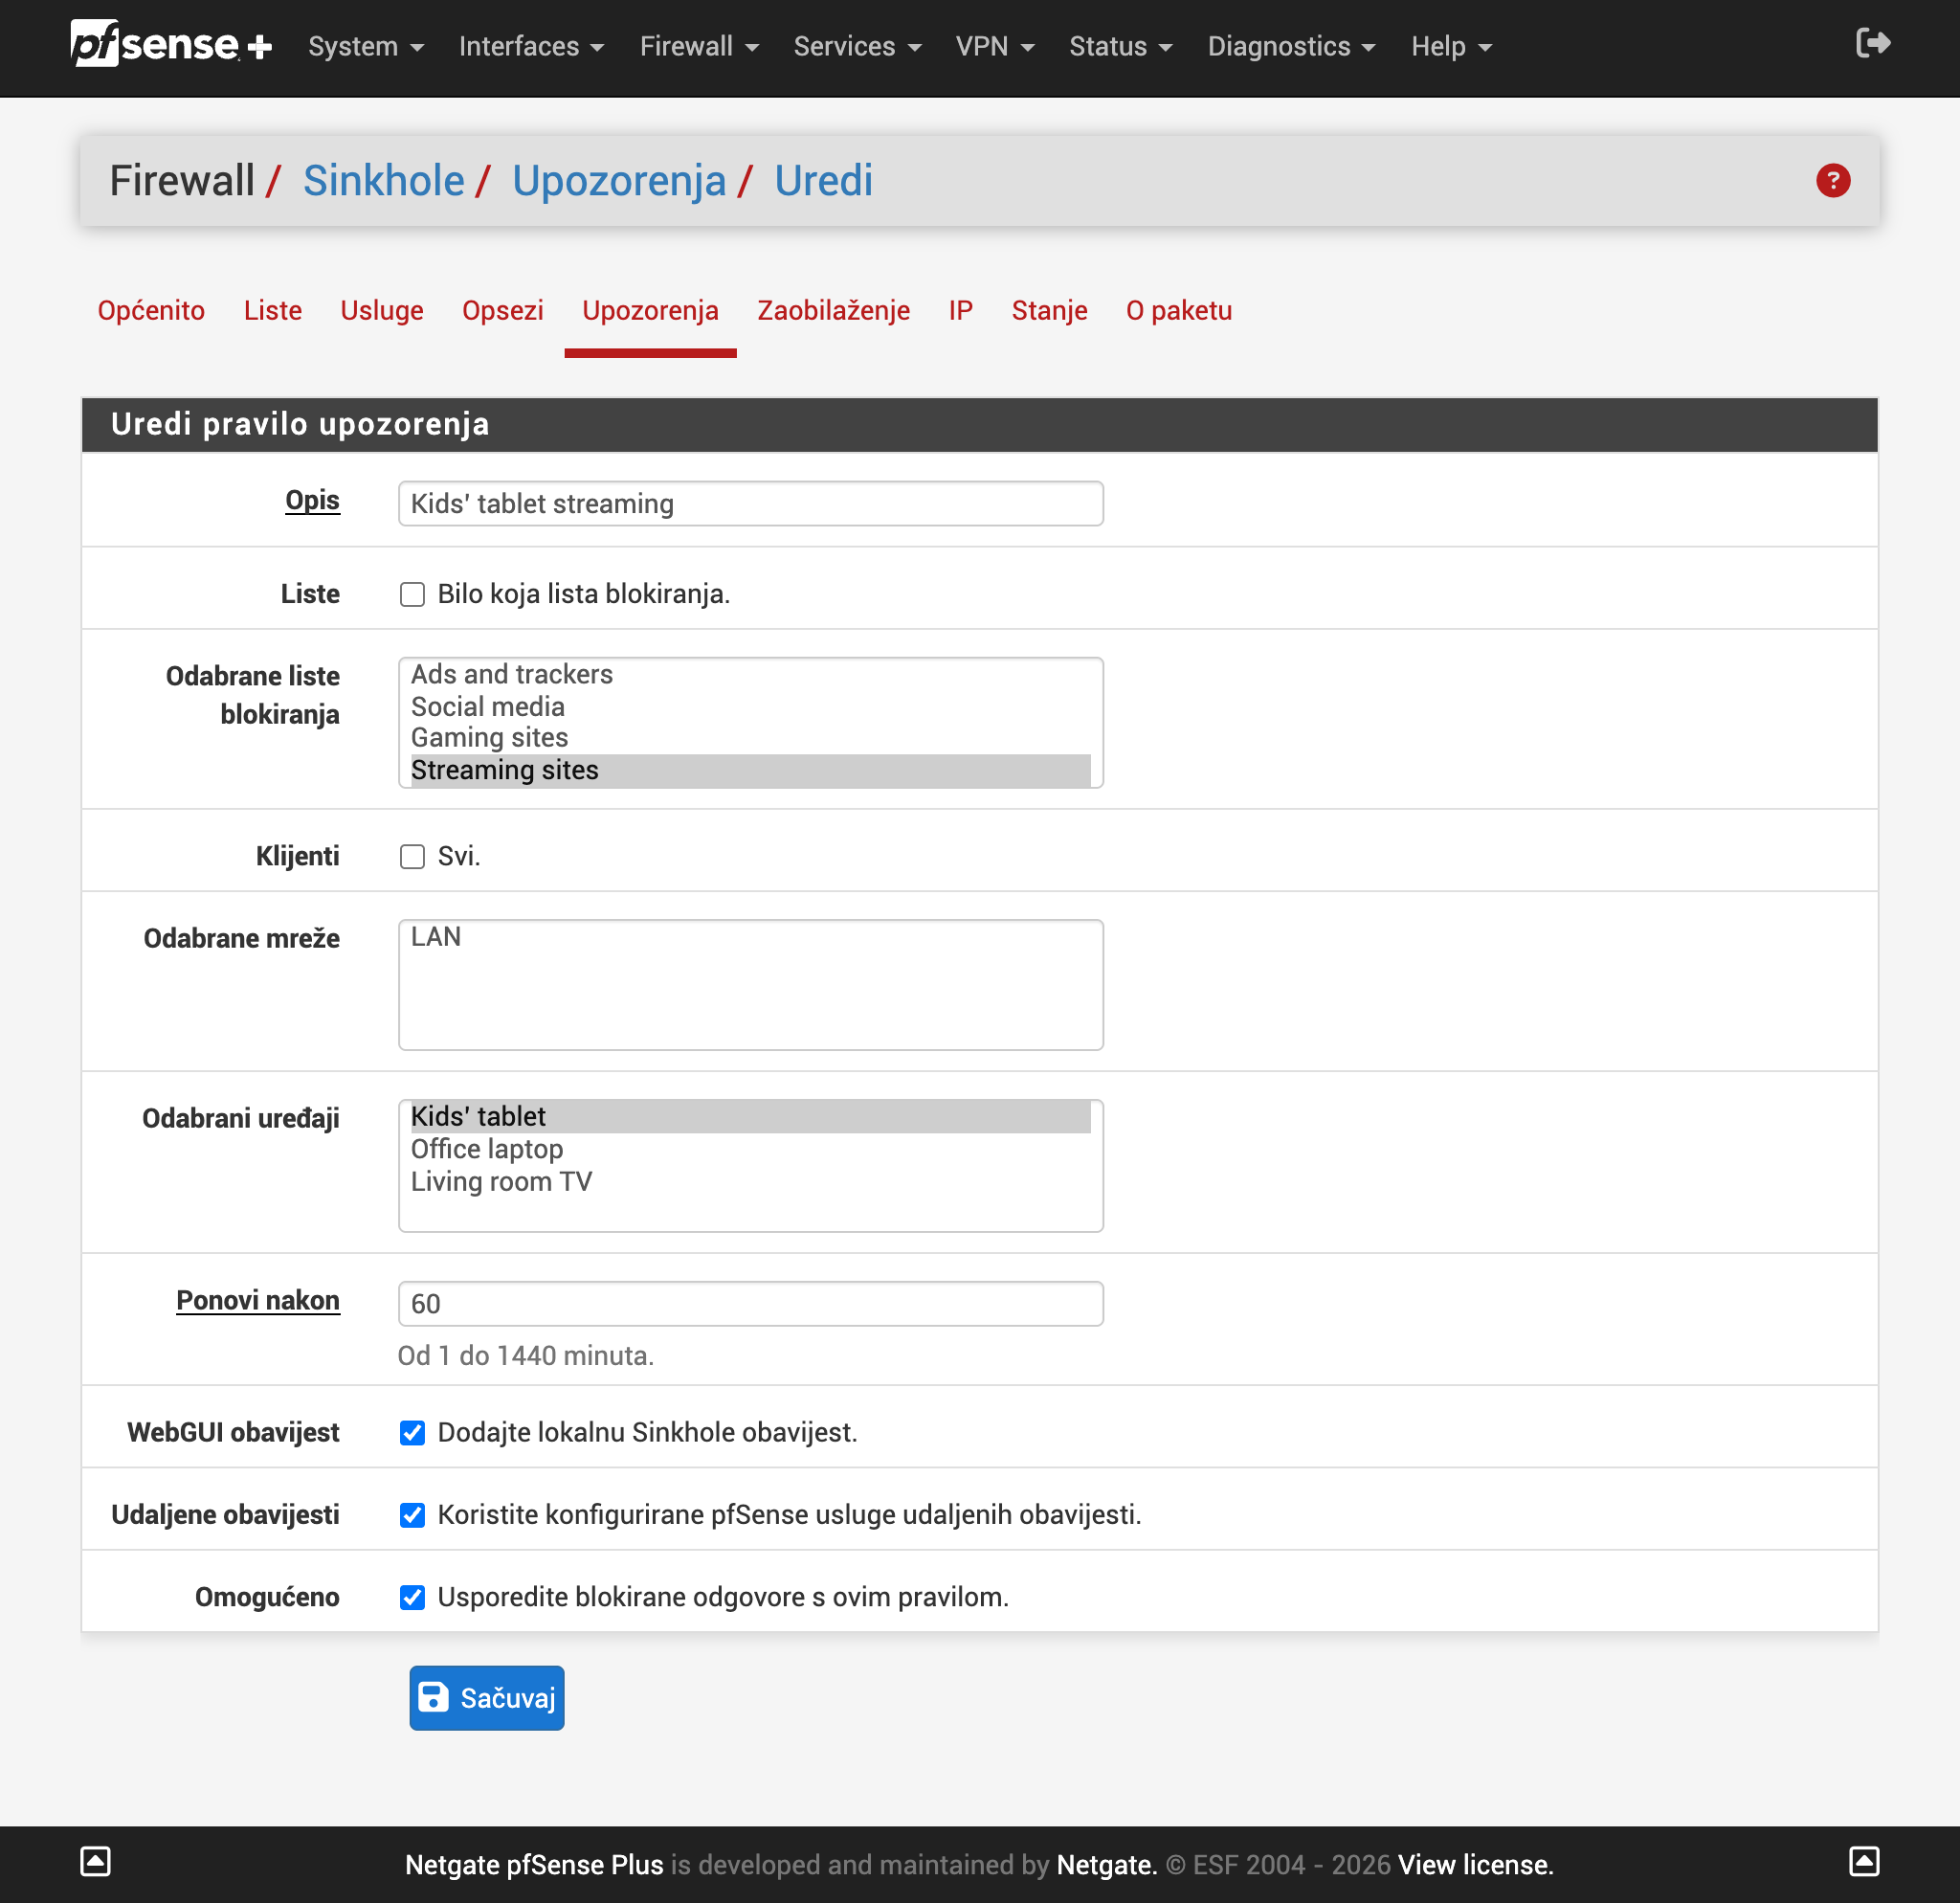 pfsense+ System Interfaces Firewall Services VPN Status Diagnostics Help
Firewall / Sinkhole / Upozorenja / Uredi
Općenito Liste Usluge Opsezi Upozorenja Zaobilaženje IP Stanje O paketu
Uredi pravilo upozorenja
Opis Kids' tablet streaming
Liste Bilo koja lista blokiranja.
Odabrane liste blokiranja
Ads and trackers
Social media
Gaming sites
Streaming sites
Klijenti Svi.
Odabrane mreže LAN
Odabrani uređaji Kids' tablet
Office laptop
Living room TV
Ponovi nakon 60
Od 1 do 1440 minuta.
WebGUI obavijest Dodajte lokalnu Sinkhole obavijest.
Udaljene obavijesti Koristite konfigurirane pfSense usluge udaljenih obavijesti.
Omogućeno Usporedite blokirane odgovore s ovim pravilom.
Sačuvaj
Netgate pfSense Plus is developed and maintained by Netgate. © ESF 2004 - 2026 View license.